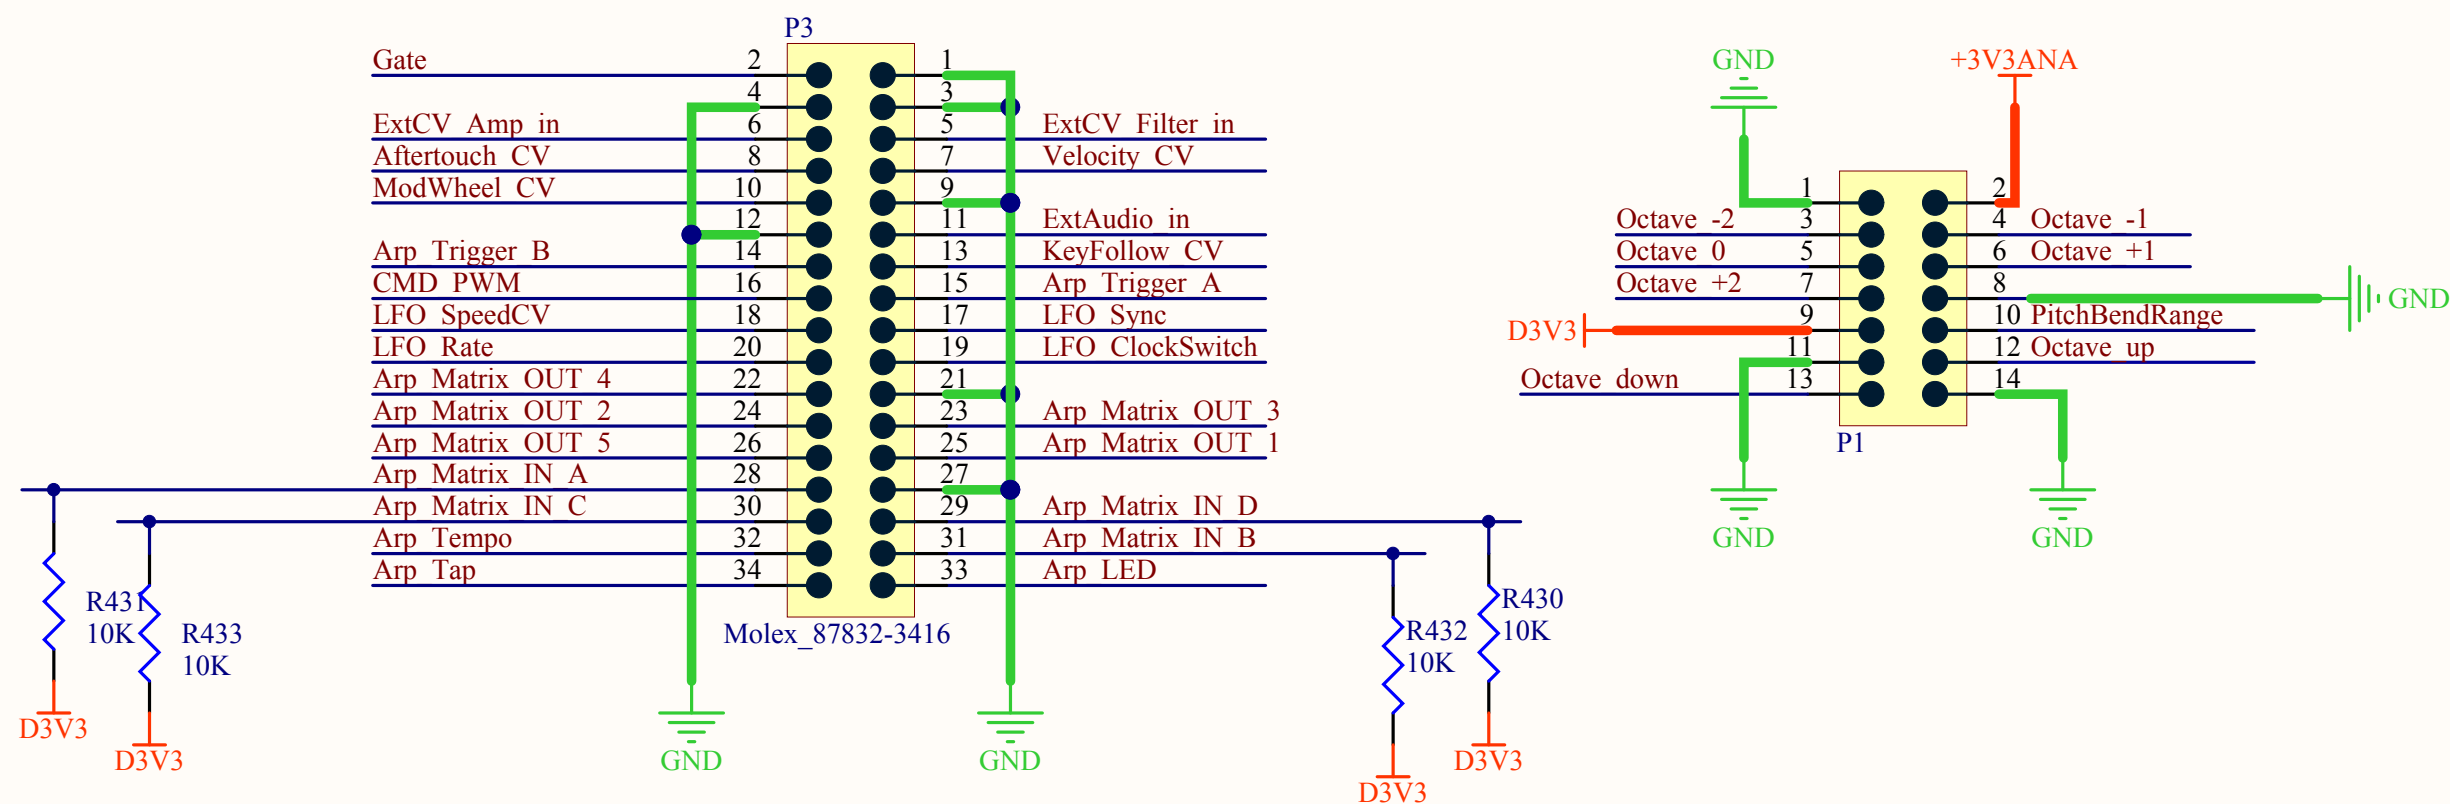 P3
Gate 2 1
4 3
ExtCV_Amp_in 6 5 ExtCV_Filter_in
Aftertouch_CV 8 7 Velocity_CV
ModWheel_CV 10 9
12 11 ExtAudio_in
Arp_Trigger_B 14 13 KeyFollow_CV
CMD_PWM 16 15 Arp_Trigger_A
LFO_SpeedCV 18 17 LFO_Sync
LFO_Rate 20 19 LFO_ClockSwitch
Arp_Matrix_OUT_4 22 21
Arp_Matrix_OUT_2 24 23 Arp_Matrix_OUT_3
Arp_Matrix_OUT_5 26 25 Arp_Matrix_OUT_1
Arp_Matrix_IN_A 28 27
Arp_Matrix_IN_C 30 29 Arp_Matrix_IN_D
Arp_Tempo 32 31 Arp_Matrix_IN_B
Arp_Tap 34 33 Arp_LED
Molex_87832-3416
R431
10K
R433
10K
D3V3
D3V3
GND
GND
R432
10K
R430
10K
D3V3
D3V3
GND
+3V3ANA
1 2
Octave_-2 3 4 Octave_-1
Octave_0 5 6 Octave_+1
Octave_+2 7 8 GND
D3V3 9 10 PitchBendRange
11 12 Octave_up
Octave_down 13 14
P1
GND
GND